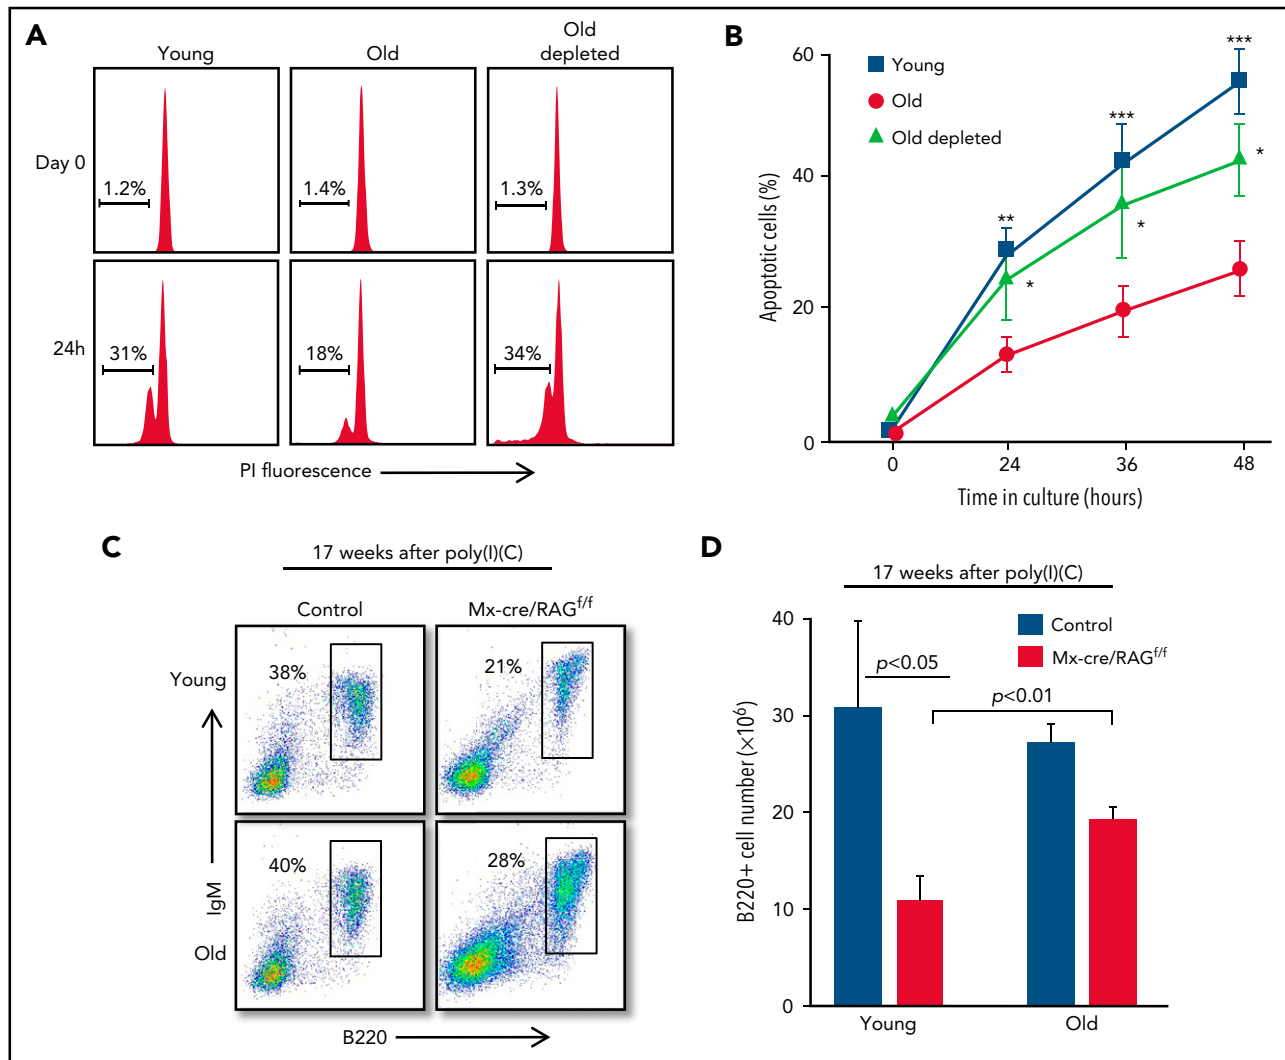 A
Young
Old
Old
depleted
Day 0
1.2%
1.4%
1.3%
24h
31%
18%
34%
PI fluorescence
B
60
40
20
0
Apoptotic cells (%)
Young
Old
Old depleted
**
*
***
*
***
*
0
24
36
48
Time in culture (hours)
C
17 weeks after poly(I)(C)
Control
Mx-cre/RAG^f/f
Young
38%
21%
IgM
40%
28%
Old
B220
D
17 weeks after poly(I)(C)
40
30
20
10
0
B220+ cell number (×10⁶)
Control
Mx-cre/RAG^f/f
p<0.05
p<0.01
Young
Old